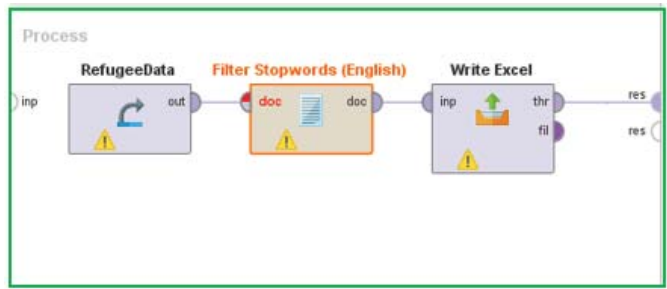 Process
RefugeeData Filter Stopwords (English) Write Excel
inp out doc doc inp thr res
fil res